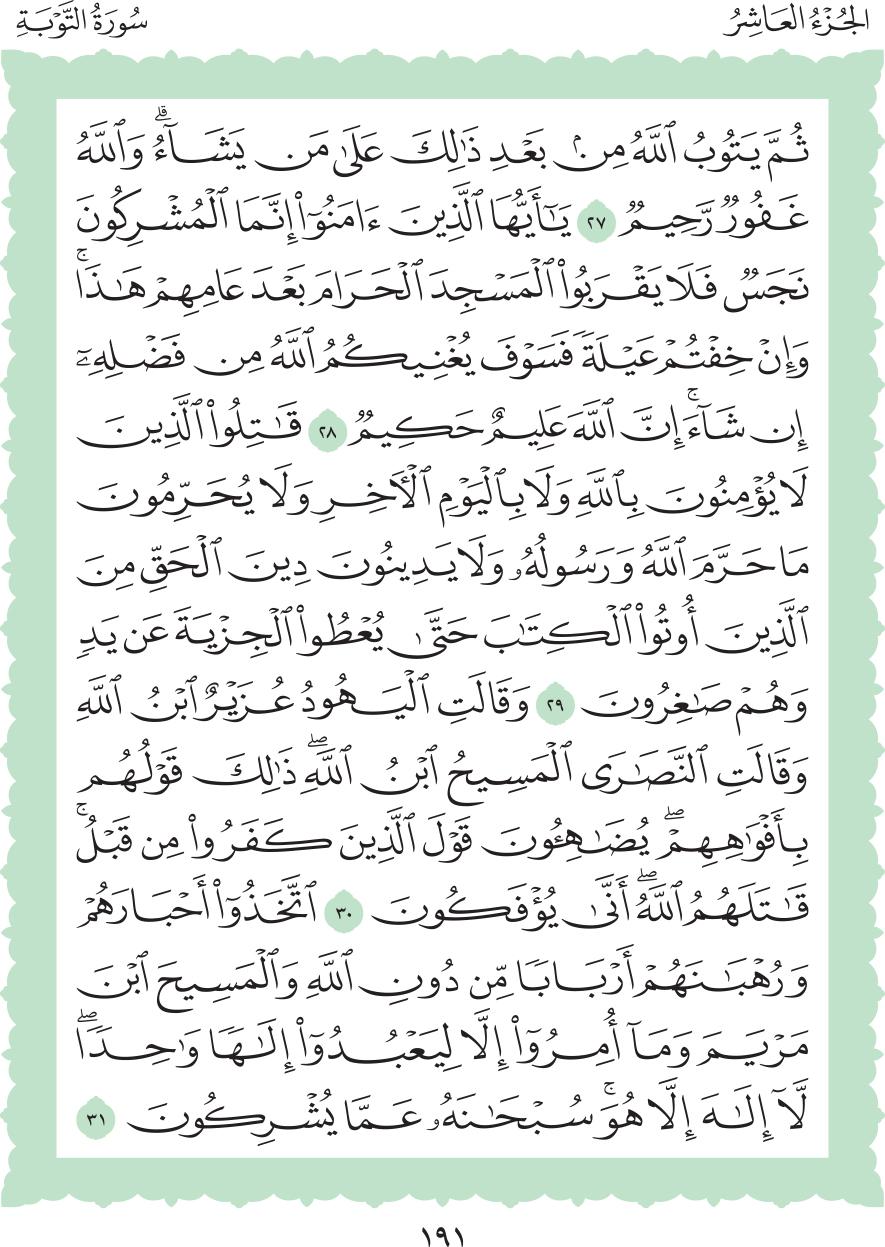 الجُزْءُ العَاشِرُ
سُورَةُ التَّوْبَةِ
ثُمَّ يَتُوبُ ٱللَّهُ مِنۢ بَعْدِ ذَٰلِكَ عَلَىٰ مَن يَشَآءُۗ وَٱللَّهُ
غَفُورٌ رَّحِيمٌ ٢٧ يَٰٓأَيُّهَا ٱلَّذِينَ ءَامَنُوٓا۟ إِنَّمَا ٱلْمُشْرِكُونَ
نَجَسٌ فَلَا يَقْرَبُوا۟ ٱلْمَسْجِدَ ٱلْحَرَامَ بَعْدَ عَامِهِمْ هَٰذَاۚ
وَإِنْ خِفْتُمْ عَيْلَةً فَسَوْفَ يُغْنِيكُمُ ٱللَّهُ مِن فَضْلِهِۦٓ
إِن شَآءَۚ إِنَّ ٱللَّهَ عَلِيمٌ حَكِيمٌ ٢٨ قَٰتِلُوا۟ ٱلَّذِينَ
لَا يُؤْمِنُونَ بِٱللَّهِ وَلَا بِٱلْيَوْمِ ٱلْأَخِرِ وَلَا يُحَرِّمُونَ
مَا حَرَّمَ ٱللَّهُ وَرَسُولُهُۥ وَلَا يَدِينُونَ دِينَ ٱلْحَقِّ مِنَ
ٱلَّذِينَ أُوتُوا۟ ٱلْكِتَٰبَ حَتَّىٰ يُعْطُوا۟ ٱلْجِزْيَةَ عَن يَدٍ
وَهُمْ صَٰغِرُونَ ٢٩ وَقَالَتِ ٱلْيَهُودُ عُزَيْرٌ ٱبْنُ ٱللَّهِ
وَقَالَتِ ٱلنَّصَٰرَى ٱلْمَسِيحُ ٱبْنُ ٱللَّهِۖ ذَٰلِكَ قَوْلُهُم
بِأَفْوَٰهِهِمْۖ يُضَٰهِـُٔونَ قَوْلَ ٱلَّذِينَ كَفَرُوا۟ مِن قَبْلُۚ
قَٰتَلَهُمُ ٱللَّهُۖ أَنَّىٰ يُؤْفَكُونَ ٣٠ ٱتَّخَذُوٓا۟ أَحْبَارَهُمْ
وَرُهْبَٰنَهُمْ أَرْبَابًا مِّن دُونِ ٱللَّهِ وَٱلْمَسِيحَ ٱبْنَ
مَرْيَمَ وَمَآ أُمِرُوٓا۟ إِلَّا لِيَعْبُدُوٓا۟ إِلَٰهًا وَٰحِدًاۖ
لَّآ إِلَٰهَ إِلَّا هُوَۚ سُبْحَٰنَهُۥ عَمَّا يُشْرِكُونَ ٣١
١٩١